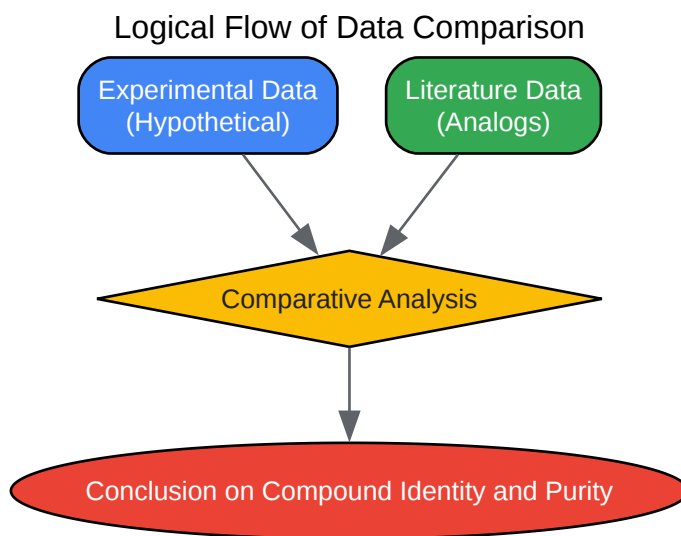 Logical Flow of Data Comparison
Experimental Data
(Hypothetical)
Literature Data
(Analogs)
Comparative Analysis
Conclusion on Compound Identity and Purity